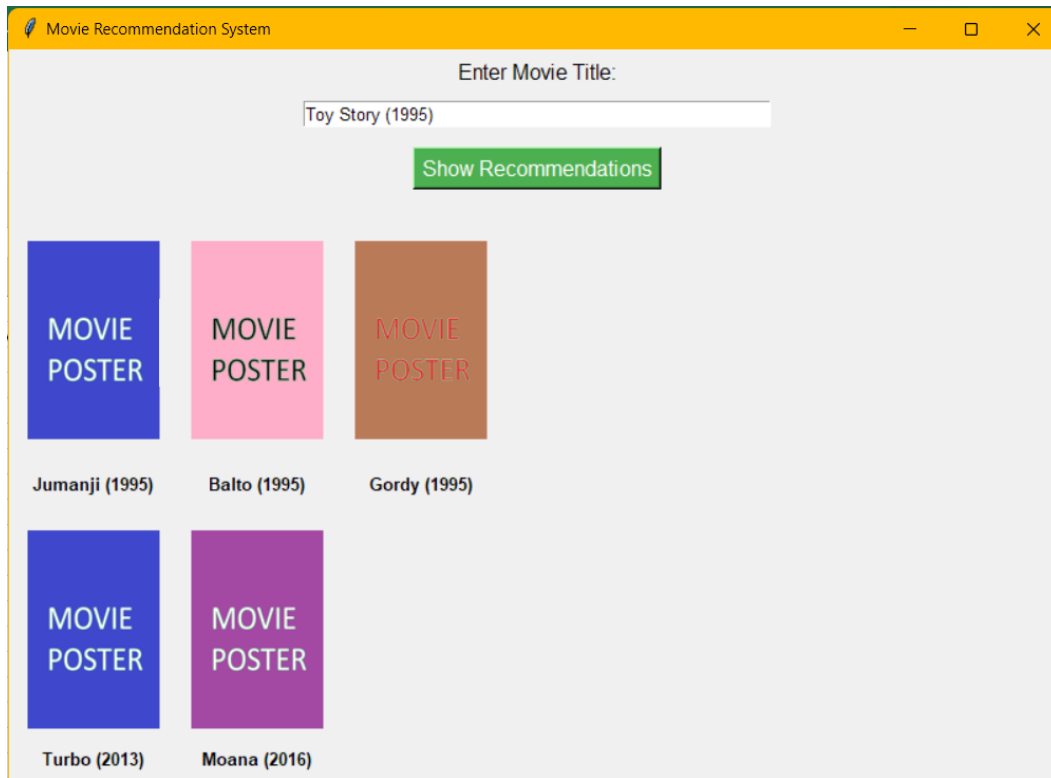 Movie Recommendation System
Enter Movie Title:
Toy Story (1995)
Show Recommendations
MOVIE
POSTER
MOVIE
POSTER
MOVIE
POSTER
Jumanji (1995)
Balto (1995)
Gordy (1995)
MOVIE
POSTER
MOVIE
POSTER
Turbo (2013)
Moana (2016)